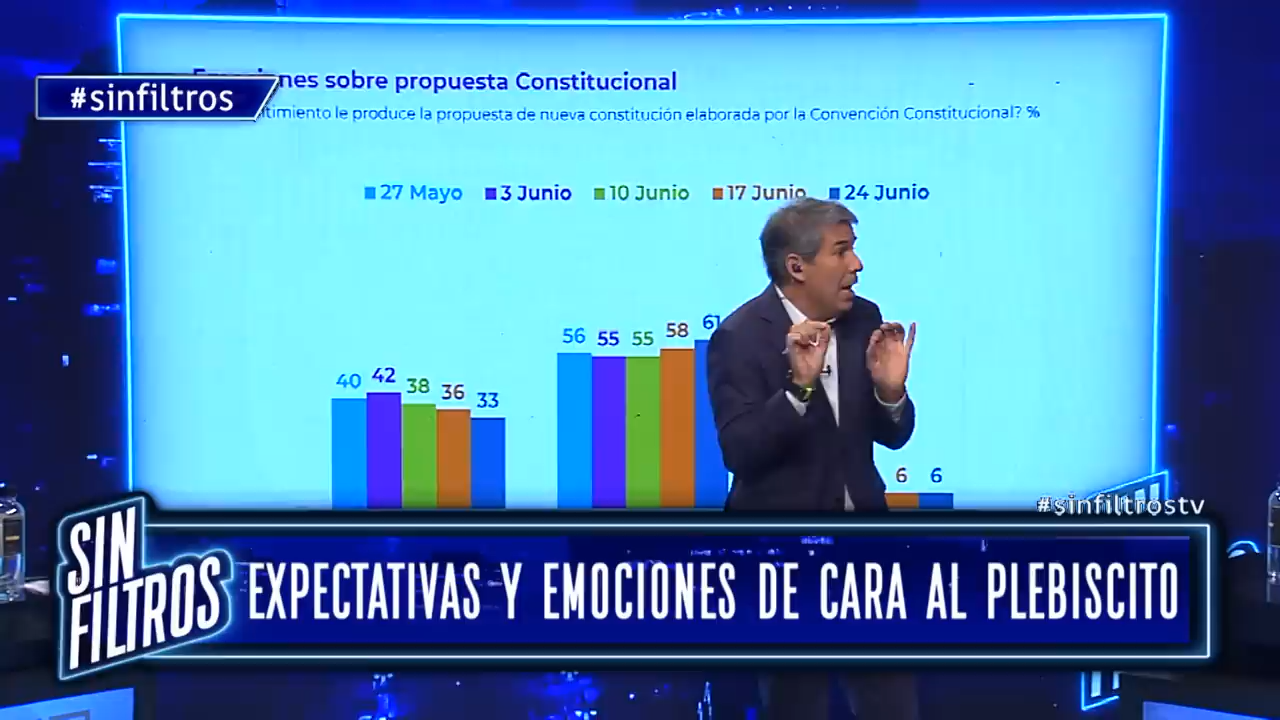 #sinfiltros
sobre propuesta Constitucional
le produce la propuesta de nueva constitución elaborada por la Convención Constitucional? %
27 Mayo 3 Junio 10 Junio 17 Junio 24 Junio
56 55 55 58 61
40 42 38 36 33
6 6
#sinfiltrostv
SIN
FILTROS
EXPECTATIVAS Y EMOCIONES DE CARA AL PLEBISCITO